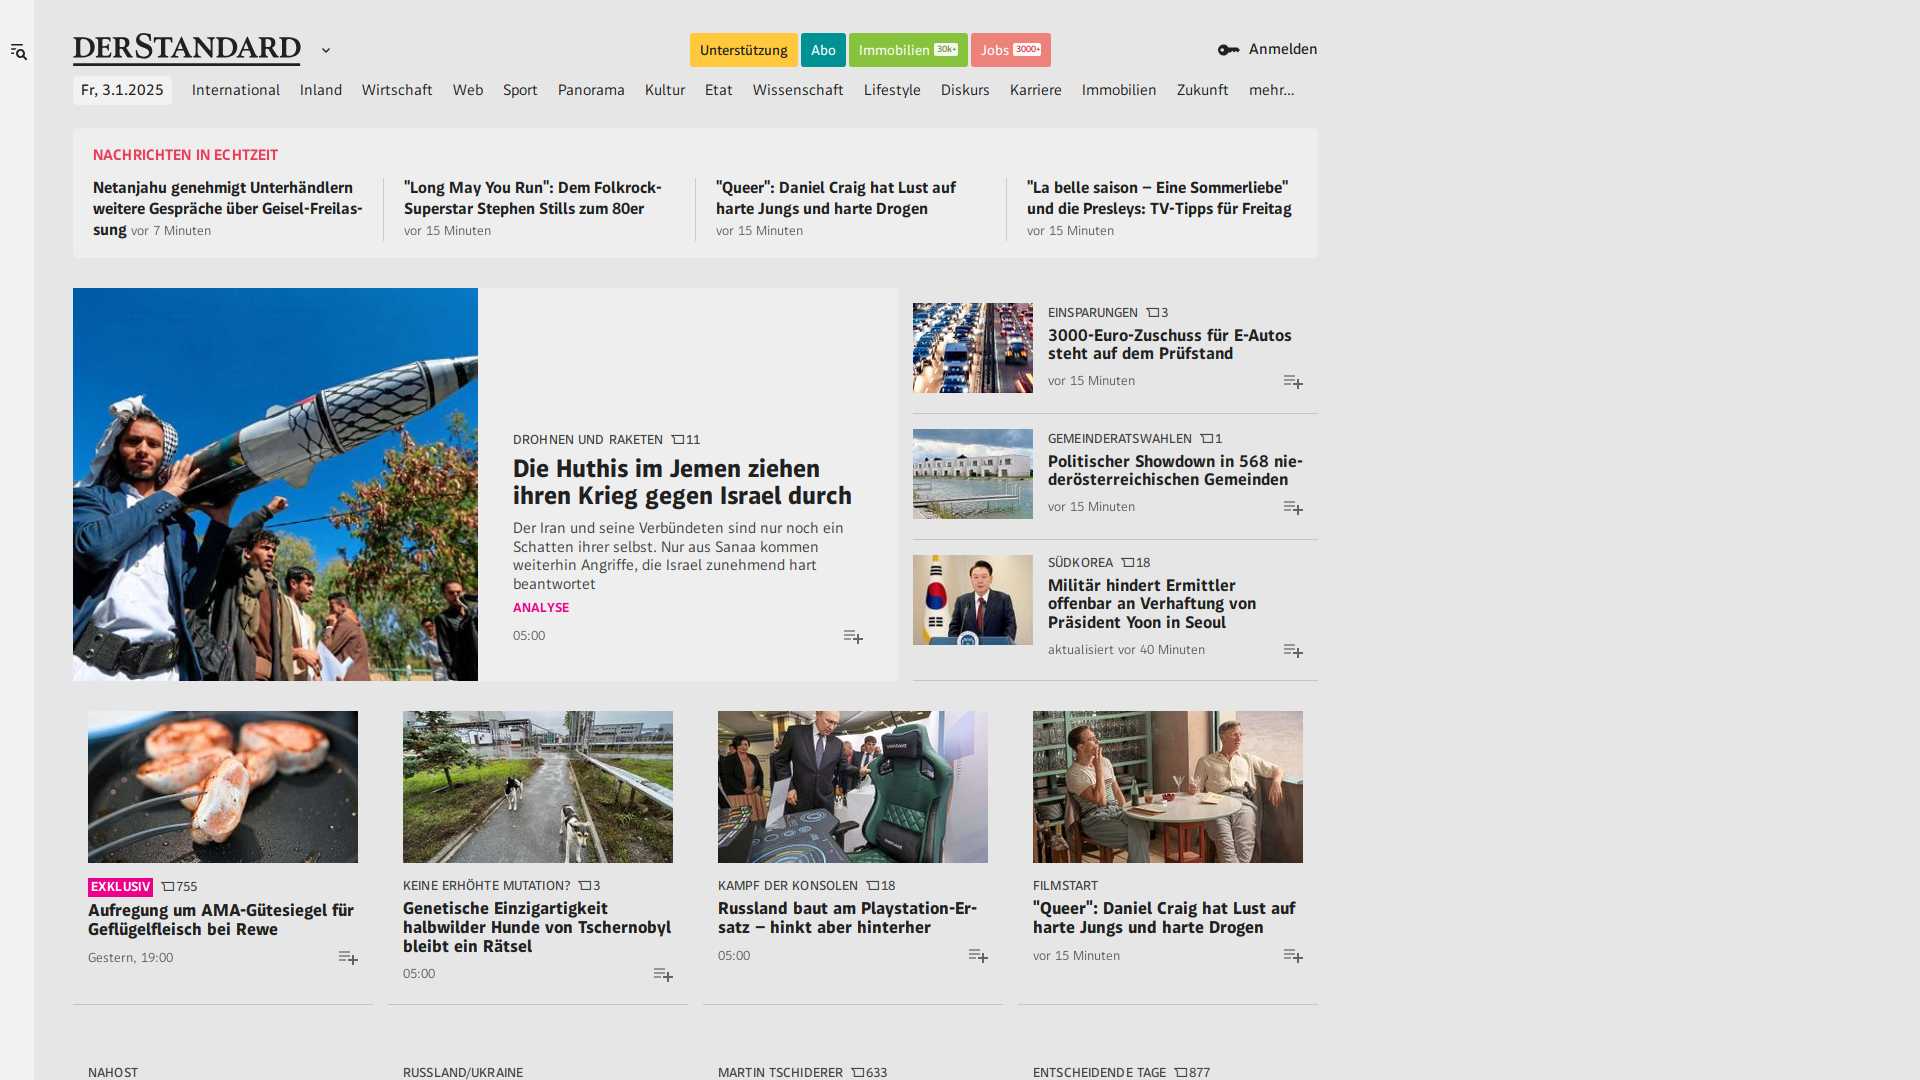 DERSTANDARD
Unterstützung
Abo
Immobilien 30k+
Jobs 3000+
Anmelden
Fr, 3.1.2025
International
Inland
Wirtschaft
Web
Sport
Panorama
Kultur
Etat
Wissenschaft
Lifestyle
Diskurs
Karriere
Immobilien
Zukunft
mehr...
NACHRICHTEN IN ECHTZEIT
Netanjahu genehmigt Unterhändlern
weitere Gespräche über Geisel-Freilas-
sung vor 7 Minuten
"Long May You Run": Dem Folkrock-
Superstar Stephen Stills zum 80er
vor 15 Minuten
"Queer": Daniel Craig hat Lust auf
harte Jungs und harte Drogen
vor 15 Minuten
"La belle saison – Eine Sommerliebe"
und die Presleys: TV-Tipps für Freitag
vor 15 Minuten
DROHNEN UND RAKETEN 11
Die Huthis im Jemen ziehen
ihren Krieg gegen Israel durch
Der Iran und seine Verbündeten sind nur noch ein
Schatten ihrer selbst. Nur aus Sanaa kommen
weiterhin Angriffe, die Israel zunehmend hart
beantwortet
ANALYSE
05:00
EINSPARUNGEN 3
3000-Euro-Zuschuss für E-Autos
steht auf dem Prüfstand
vor 15 Minuten
GEMEINDERATSWAHLEN 1
Politischer Showdown in 568 nie-
derösterreichischen Gemeinden
vor 15 Minuten
SÜDKOREA 18
Militär hindert Ermittler
offenbar an Verhaftung von
Präsident Yoon in Seoul
aktualisiert vor 40 Minuten
EXKLUSIV 755
Aufregung um AMA-Gütesiegel für
Geflügelfleisch bei Rewe
Gestern, 19:00
KEINE ERHÖHTE MUTATION? 3
Genetische Einzigartigkeit
halbwilder Hunde von Tschernobyl
bleibt ein Rätsel
05:00
KAMPF DER KONSOLEN 18
Russland baut am Playstation-Er-
satz – hinkt aber hinterher
05:00
FILMSTART
"Queer": Daniel Craig hat Lust auf
harte Jungs und harte Drogen
vor 15 Minuten
NAHOST
RUSSLAND/UKRAINE
MARTIN TSCHIDERER 633
ENTSCHEIDENDE TAGE 877